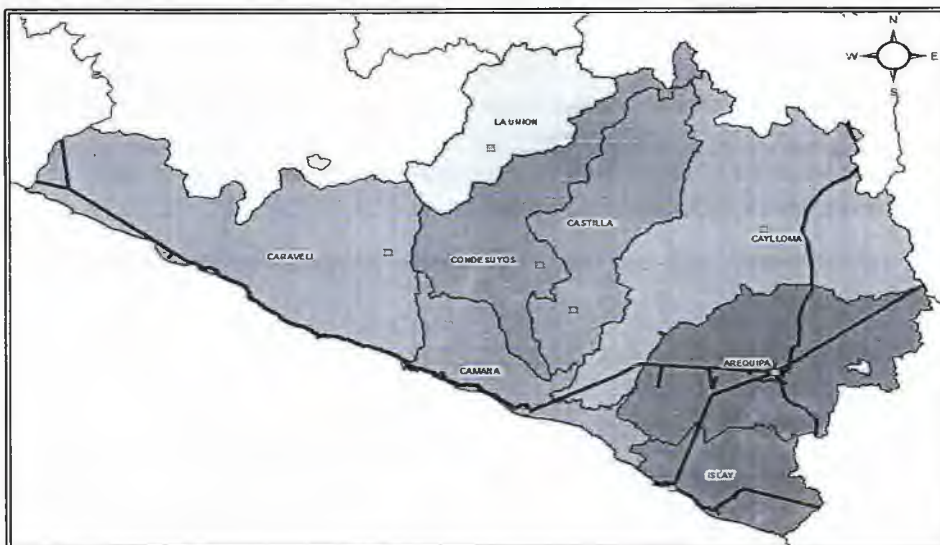 N
W E
S
LA UNION
CASTILLA
CAYLLOMA
CARAVELI
CONDESUYOS
AREQUIPA
CAMANA
ISLAY